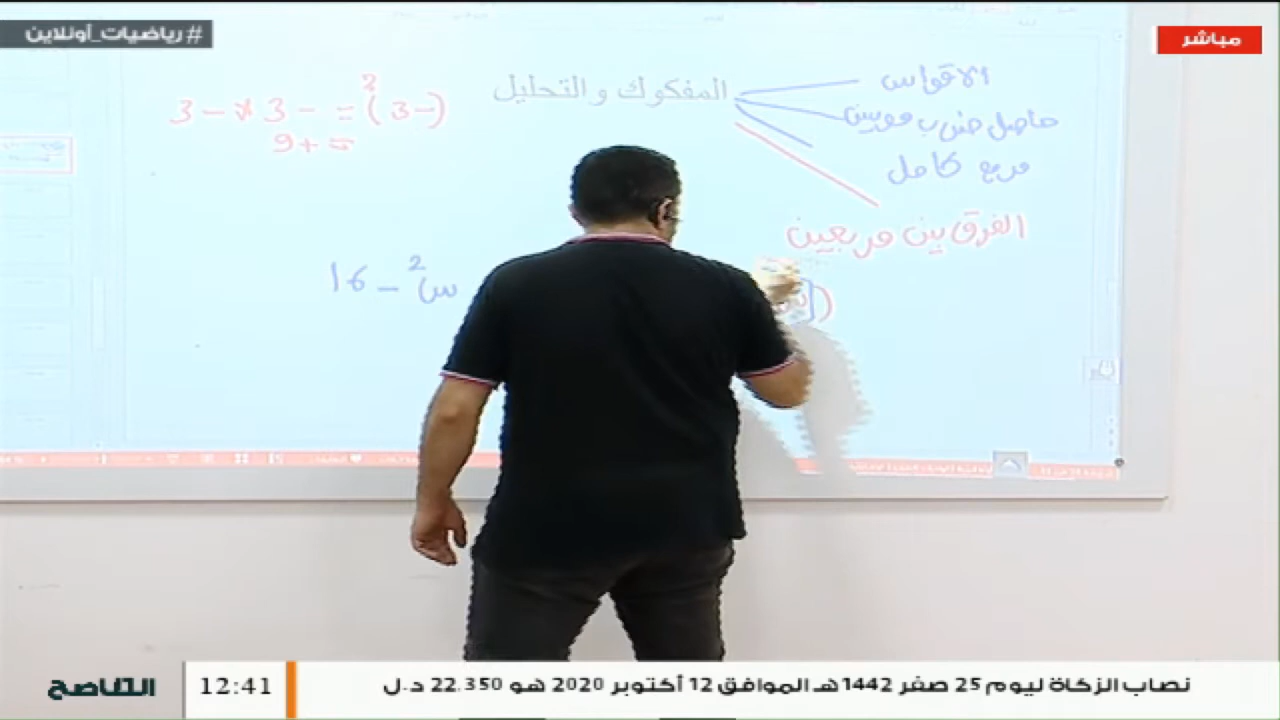 #رياضيات_أونلاين
مباشر
المفكوك والتحليل
الاقواس
حاصل ضرب قوسين
مربع كامل
الفرق بين مربعين
(-3)² = -3 × -3
= +9
س² - 16
نصاب الزكاة ليوم 25 صفر 1442هـ الموافق 12 أكتوبر 2020 هو 22.350 د.ل
12:41
التناصح